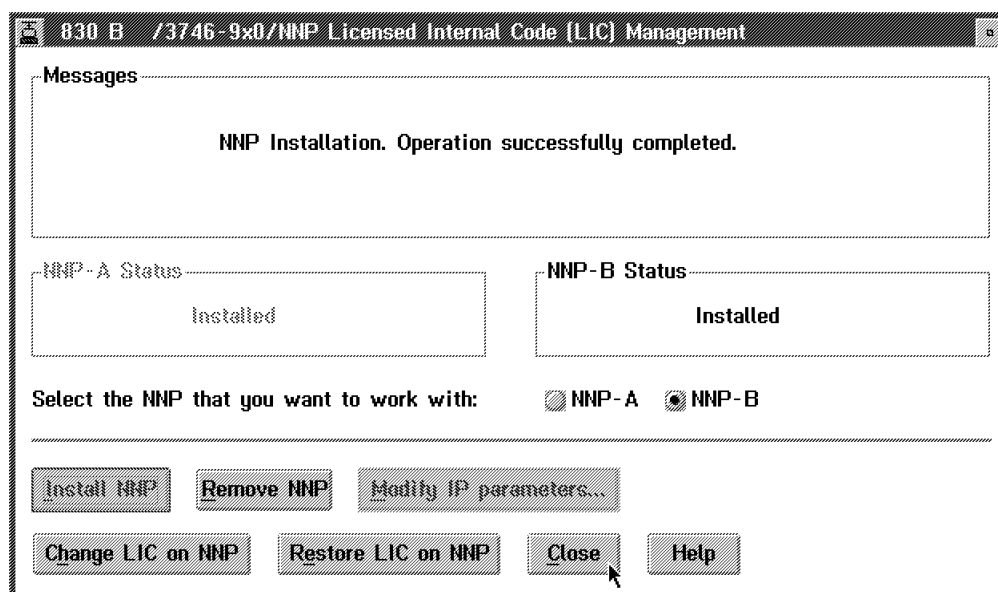 830 B /3746-9x0/NNP Licensed Internal Code (LIC) Management
Messages
NNP Installation. Operation successfully completed.
NNP-A Status
Installed
NNP-B Status
Installed
Select the NNP that you want to work with: NNP-A NNP-B
Install NNP Remove NNP Modify IP parameters...
Change LIC on NNP Restore LIC on NNP Close Help